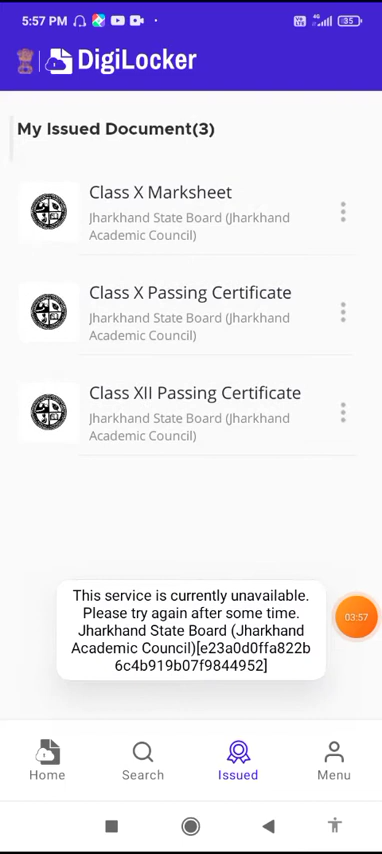 5:57 PM
4G
35
DigiLocker
My Issued Document(3)
Class X Marksheet
Jharkhand State Board (Jharkhand
Academic Council)
Class X Passing Certificate
Jharkhand State Board (Jharkhand
Academic Council)
Class XII Passing Certificate
Jharkhand State Board (Jharkhand
Academic Council)
This service is currently unavailable.
Please try again after some time.
Jharkhand State Board (Jharkhand
Academic Council)[e23a0d0ffa822b
6c4b919b07f9844952]
03:57
Home
Search
Issued
Menu